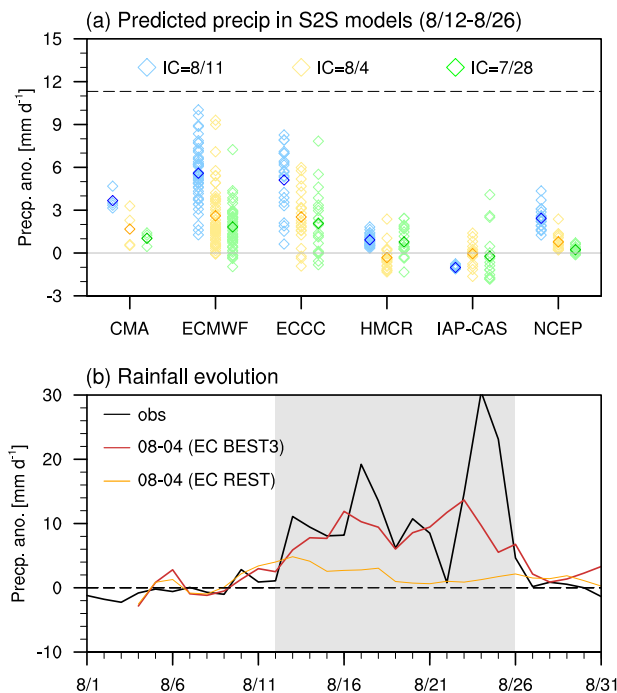 (a) Predicted precip in S2S models (8/12-8/26)
Precp. ano. [mm d⁻¹]
15
12
9
6
3
0
-3
IC=8/11
IC=8/4
IC=7/28
CMA
ECMWF
ECCC
HMCR
IAP-CAS
NCEP
(b) Rainfall evolution
Precp. ano. [mm d⁻¹]
30
20
10
0
-10
obs
08-04 (EC BEST3)
08-04 (EC REST)
8/1
8/6
8/11
8/16
8/21
8/26
8/31